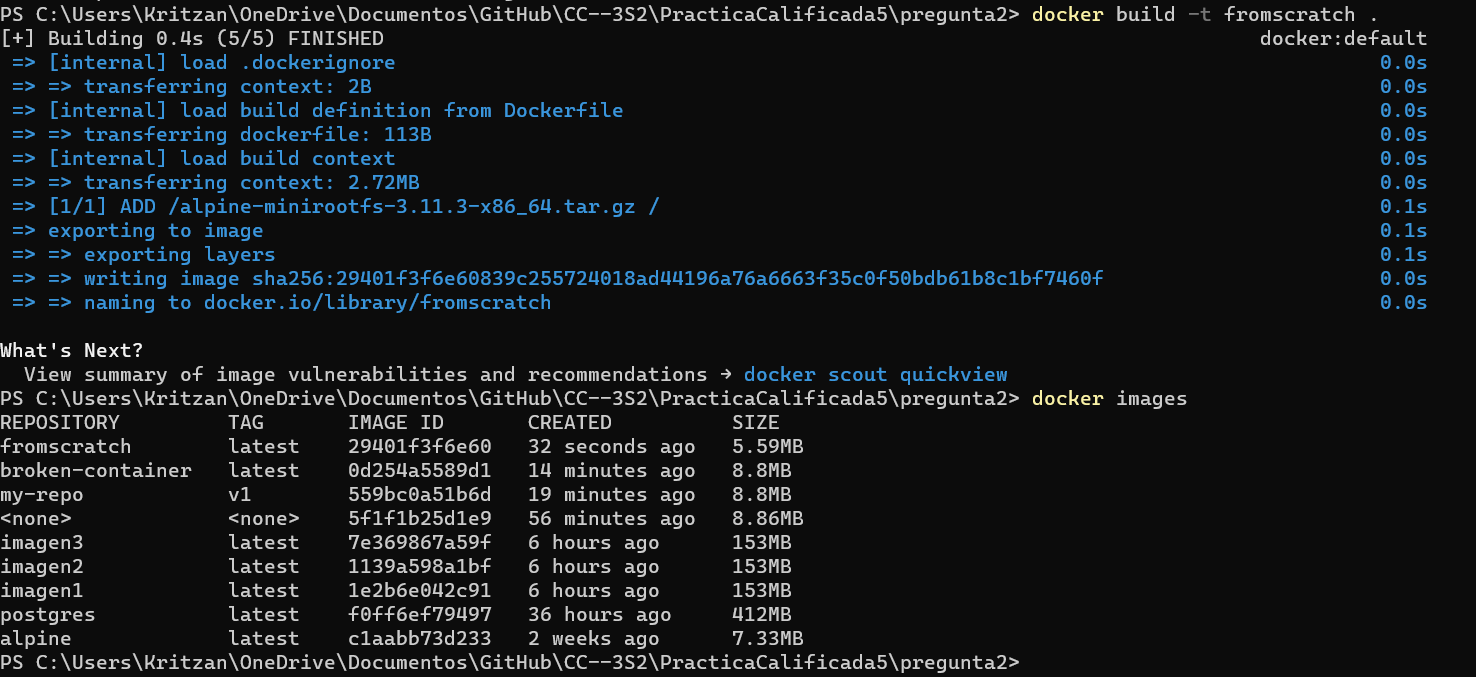 PS C:\Users\Kritzan\OneDrive\Documentos\GitHub\CC--3S2\PracticaCalificada5\pregunta2> docker build -t fromscratch .
[+] Building 0.4s (5/5) FINISHED docker:default
=> [internal] load .dockerignore 0.0s
=> => transferring context: 2B 0.0s
=> [internal] load build definition from Dockerfile 0.0s
=> => transferring dockerfile: 113B 0.0s
=> [internal] load build context 0.0s
=> => transferring context: 2.72MB 0.0s
=> [1/1] ADD /alpine-minirootfs-3.11.3-x86_64.tar.gz / 0.1s
=> exporting to image 0.1s
=> => exporting layers 0.1s
=> => writing image sha256:29401f3f6e60839c255724018ad44196a76a6663f35c0f50bdb61b8c1bf7460f 0.0s
=> => naming to docker.io/library/fromscratch 0.0s
What's Next?
View summary of image vulnerabilities and recommendations → docker scout quickview
PS C:\Users\Kritzan\OneDrive\Documentos\GitHub\CC--3S2\PracticaCalificada5\pregunta2> docker images
REPOSITORY TAG IMAGE ID CREATED SIZE
fromscratch latest 29401f3f6e60 32 seconds ago 5.59MB
broken-container latest 0d254a5589d1 14 minutes ago 8.8MB
my-repo v1 559bc0a51b6d 19 minutes ago 8.8MB
<none> <none> 5f1f1b25d1e9 56 minutes ago 8.86MB
imagen3 latest 7e369867a59f 6 hours ago 153MB
imagen2 latest 1139a598a1bf 6 hours ago 153MB
imagen1 latest 1e2b6e042c91 6 hours ago 153MB
postgres latest f0ff6ef79497 36 hours ago 412MB
alpine latest c1aabb73d233 2 weeks ago 7.33MB
PS C:\Users\Kritzan\OneDrive\Documentos\GitHub\CC--3S2\PracticaCalificada5\pregunta2>